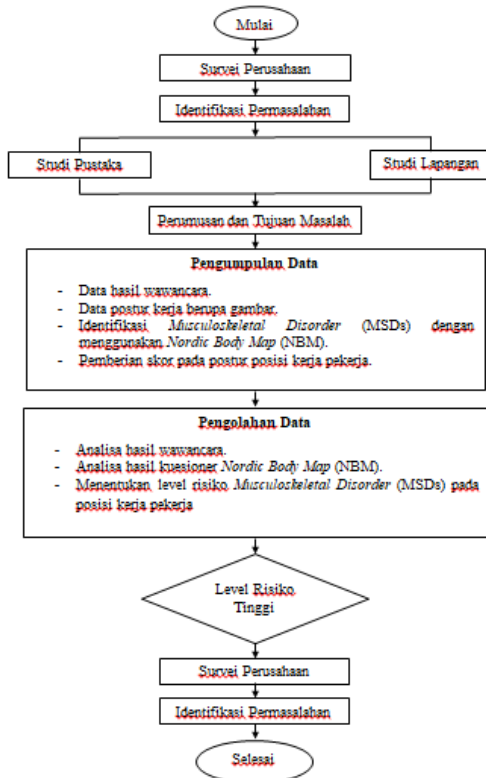 Mulai
Survei Perusahaan
Identifikasi Permasalahan
Studi Pustaka
Studi Lapangan
Perumusan dan Tujuan Masalah
Pengumpulan Data
- Data hasil wawancara.
- Data postur kerja berupa gambar.
- Identifikasi Musculoskeletal Disorder (MSDs) dengan
menggunakan Nordic Body Map (NBM).
- Pemberian skor pada postur posisi kerja pekerja.
Pengolahan Data
- Analisa hasil wawancara.
- Analisa hasil kuesioner Nordic Body Map (NBM).
- Menentukan level risiko Musculoskeletal Disorder (MSDs) pada
posisi kerja pekerja
Level Risiko
Tinggi
Survei Perusahaan
Identifikasi Permasalahan
Selesai